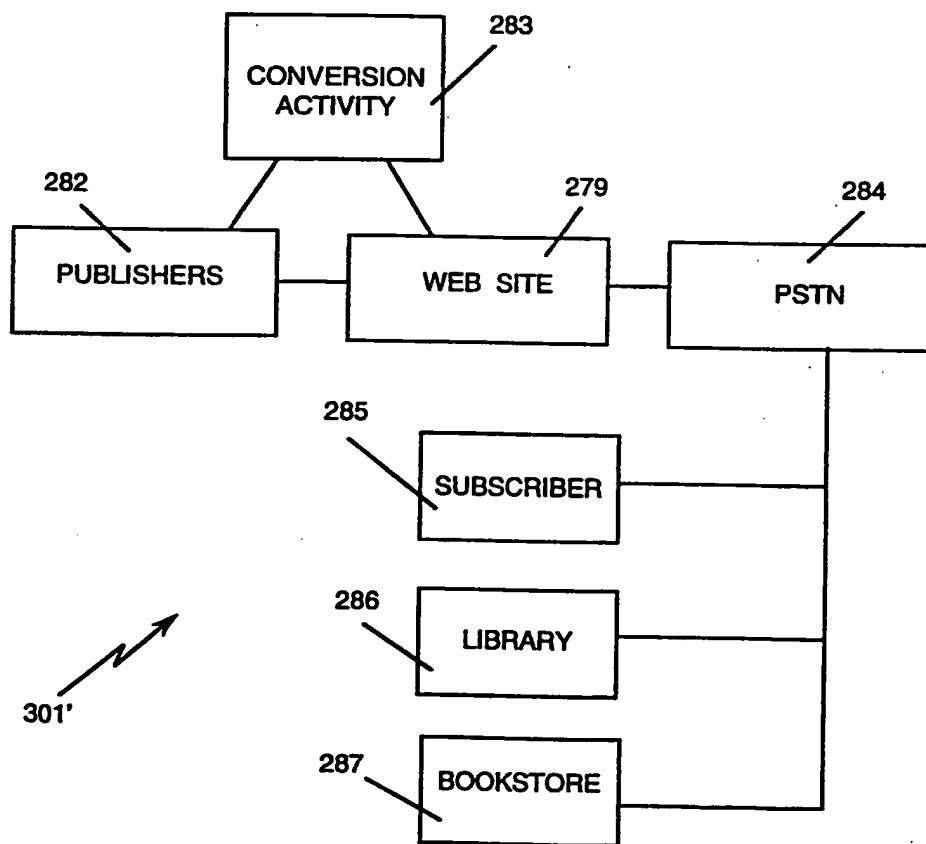 283
CONVERSION
ACTIVITY
282
279
284
PUBLISHERS
WEB SITE
PSTN
285
SUBSCRIBER
286
LIBRARY
301'
287
BOOKSTORE